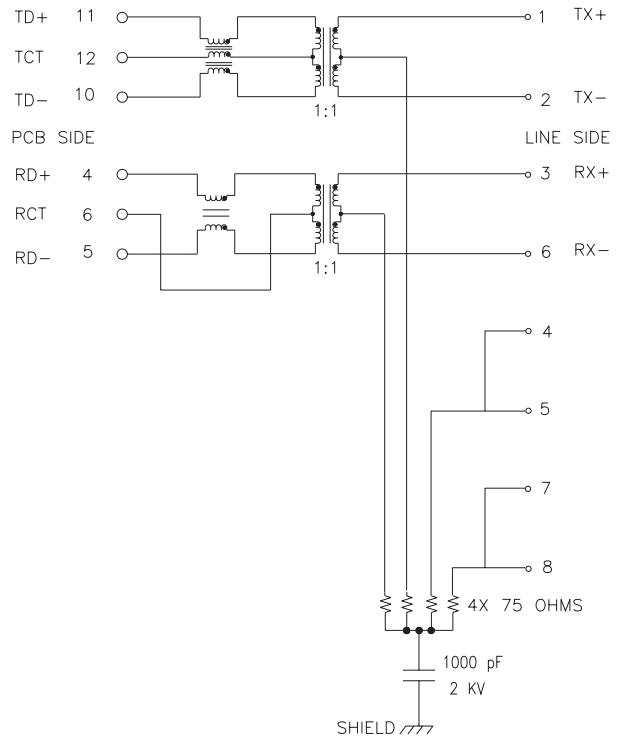 TD+ 11 1 TX+
TCT 12
TD- 10 2 TX-
1:1
PCB SIDE LINE SIDE
RD+ 4 3 RX+
RCT 6
RD- 5 6 RX-
1:1
4
5
7
8
4X 75 OHMS
1000 pF
2 KV
SHIELD